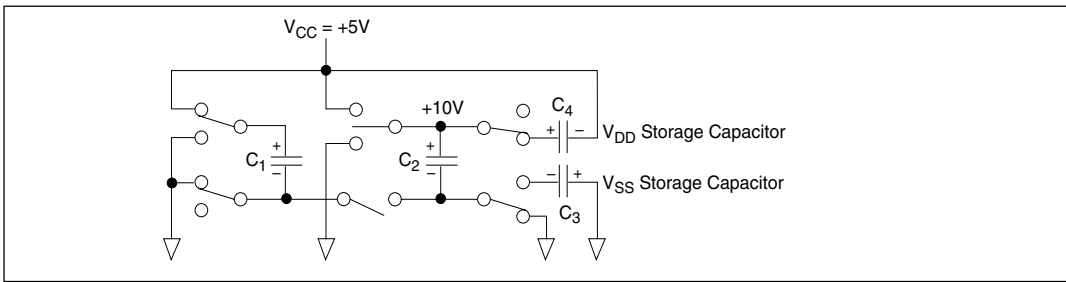 V_CC = +5V
+10V
C_4
+ −
V_DD Storage Capacitor
C_1
+
−
C_2
+
−
− +
V_SS Storage Capacitor
C_3